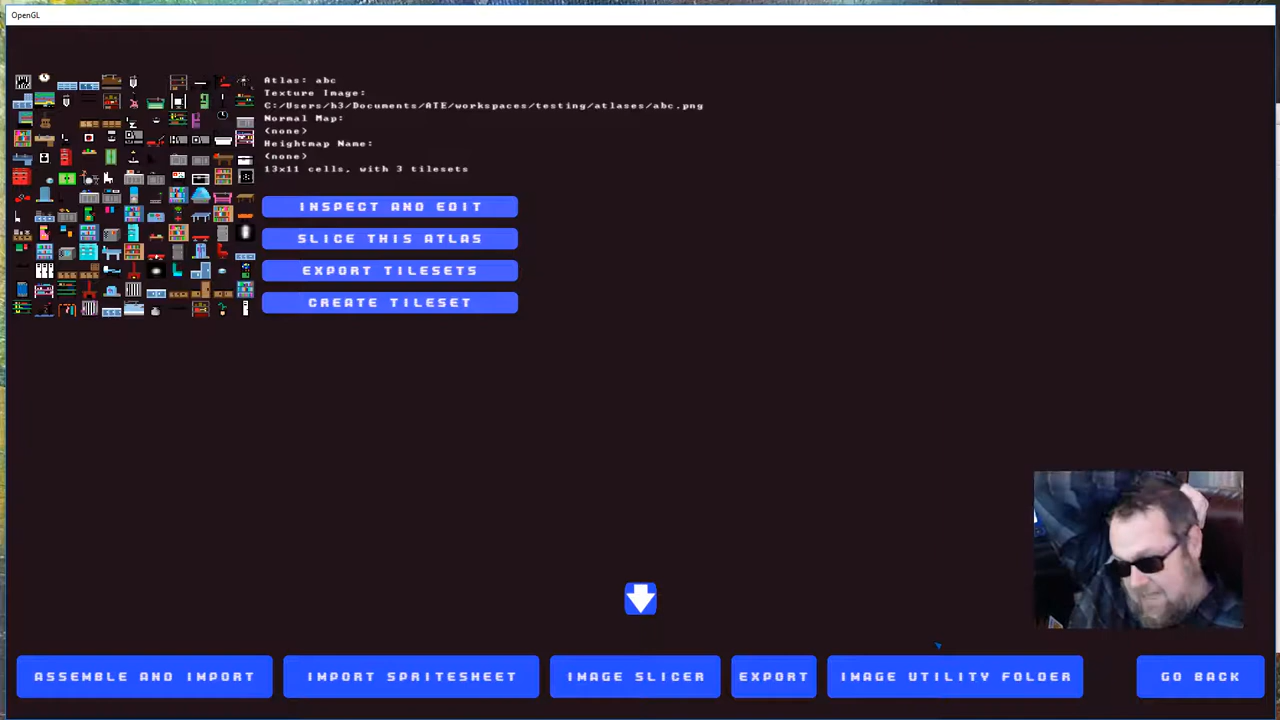 OpenGL
Atlas: abc
Texture Image:
C:/Users/h3/Documents/ATE/workspaces/testing/atlases/abc.png
Normal Map:
(none)
Heightmap Name:
(none)
13x11 cells, with 3 tilesets
INSPECT AND EDIT
SLICE THIS ATLAS
EXPORT TILESETS
CREATE TILESET
ASSEMBLE AND IMPORT
IMPORT SPRITESHEET
IMAGE SLICER
EXPORT
IMAGE UTILITY FOLDER
GO BACK